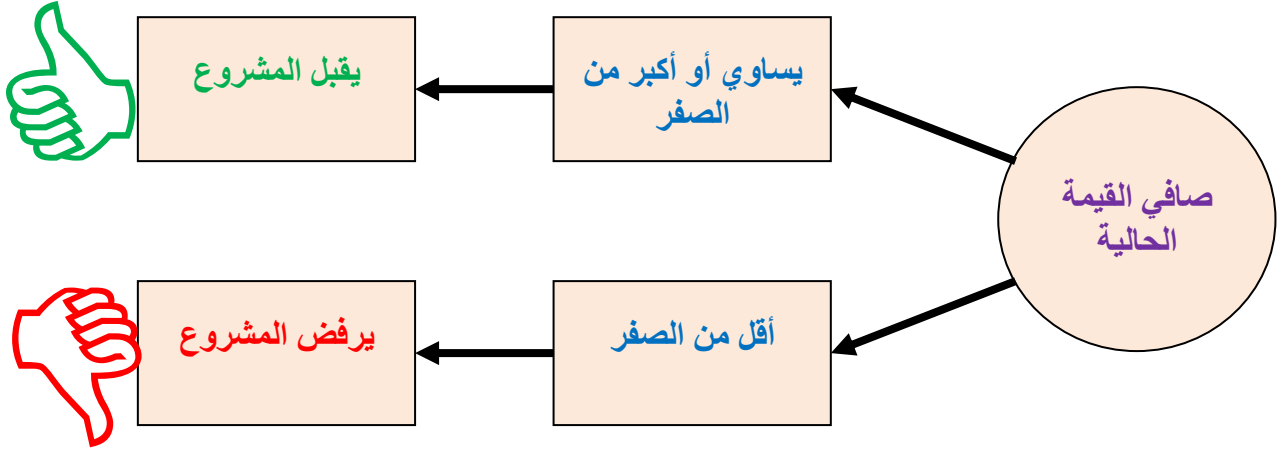 صافي القيمة
الحالية
يساوي أو أكبر من
الصفر
يقبل المشروع
أقل من الصفر
يرفض المشروع